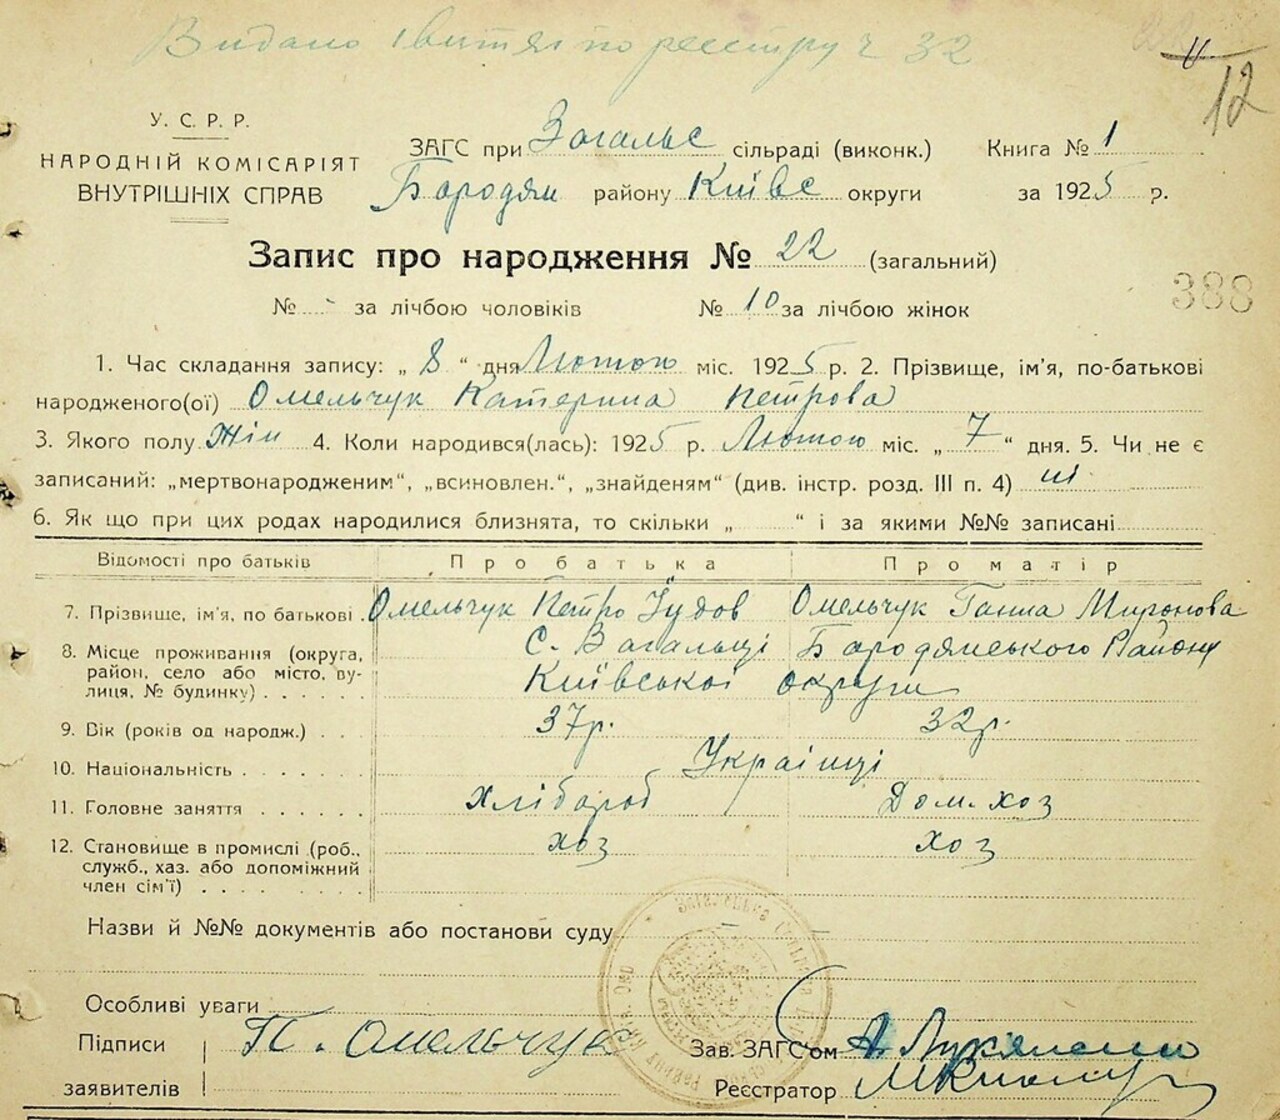 Видано по реєстру ч 32
12
У. С. Р. Р.
НАРОДНІЙ КОМІСАРІЯТ
ВНУТРІШНІХ СПРАВ
ЗАГС при Загальс сільраді (виконк.) Книга № 1
Бородян району Київс округи за 1925 р.
Запис про народження № 22 (загальний)
388
№ - за лічбою чоловіків № 10 за лічбою жінок
1. Час складання запису: „ 8 “ дня Лютого міс. 1925 р. 2. Прізвище, ім'я, по-батькові
народженого(ої) Омельчук Катерина Петрова
3. Якого полу Жін 4. Коли народився(лась): 1925 р. Лютого міс. „ 7 “ дня. 5. Чи не є
записаний: „мертвонародженим“, „всиновлен.“, „знайденям“ (див. інстр. розд. III п. 4) ні
6. Як що при цих родах народилися близнята, то скільки „ “ і за якими №№ записані
Відомості про батьків Про батька Про матір
7. Прізвище, ім'я, по батькові Омельчук Петро Юдов Омельчук Ганна Миронова
8. Місце проживання (округа, район, село або місто, вулиця, № будинку) С. Загальці Бородянського Району
Київської округи
9. Вік (років од народж.) 37р. 32р.
10. Національність Українці
11. Головне заняття хлібороб Дом. хоз
12. Становище в промислі (роб., служб., хаз. або допоміжний член сім'ї) хоз хоз
Назви й №№ документів або постанови суду
Особливі уваги
Підписи заявителів П. Омельчук
Зав. ЗАГС'ом А. Лук
Реєстратор